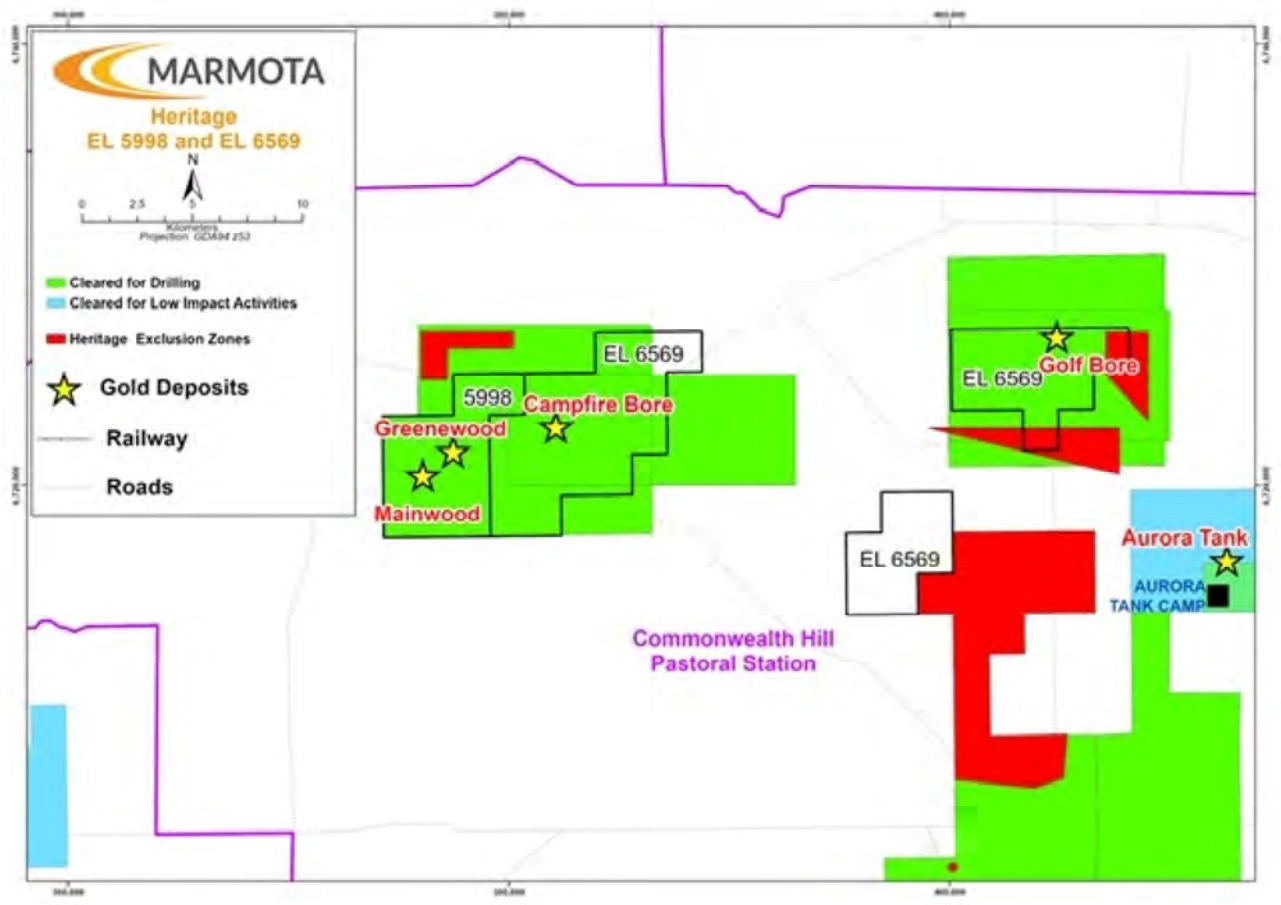 MARMOTA
Heritage
EL 5998 and EL 6569
N
0 2.5 5 10
Kilometers
Projection GDA94 z53
Cleared for Drilling
Cleared for Low Impact Activities
Heritage Exclusion Zones
Gold Deposits
Railway
Roads
EL 6569
5998
Campfire Bore
Greenewood
Mainwood
Golf Bore
EL 6569
EL 6569
Aurora Tank
AURORA
TANK CAMP
Commonwealth Hill
Pastoral Station